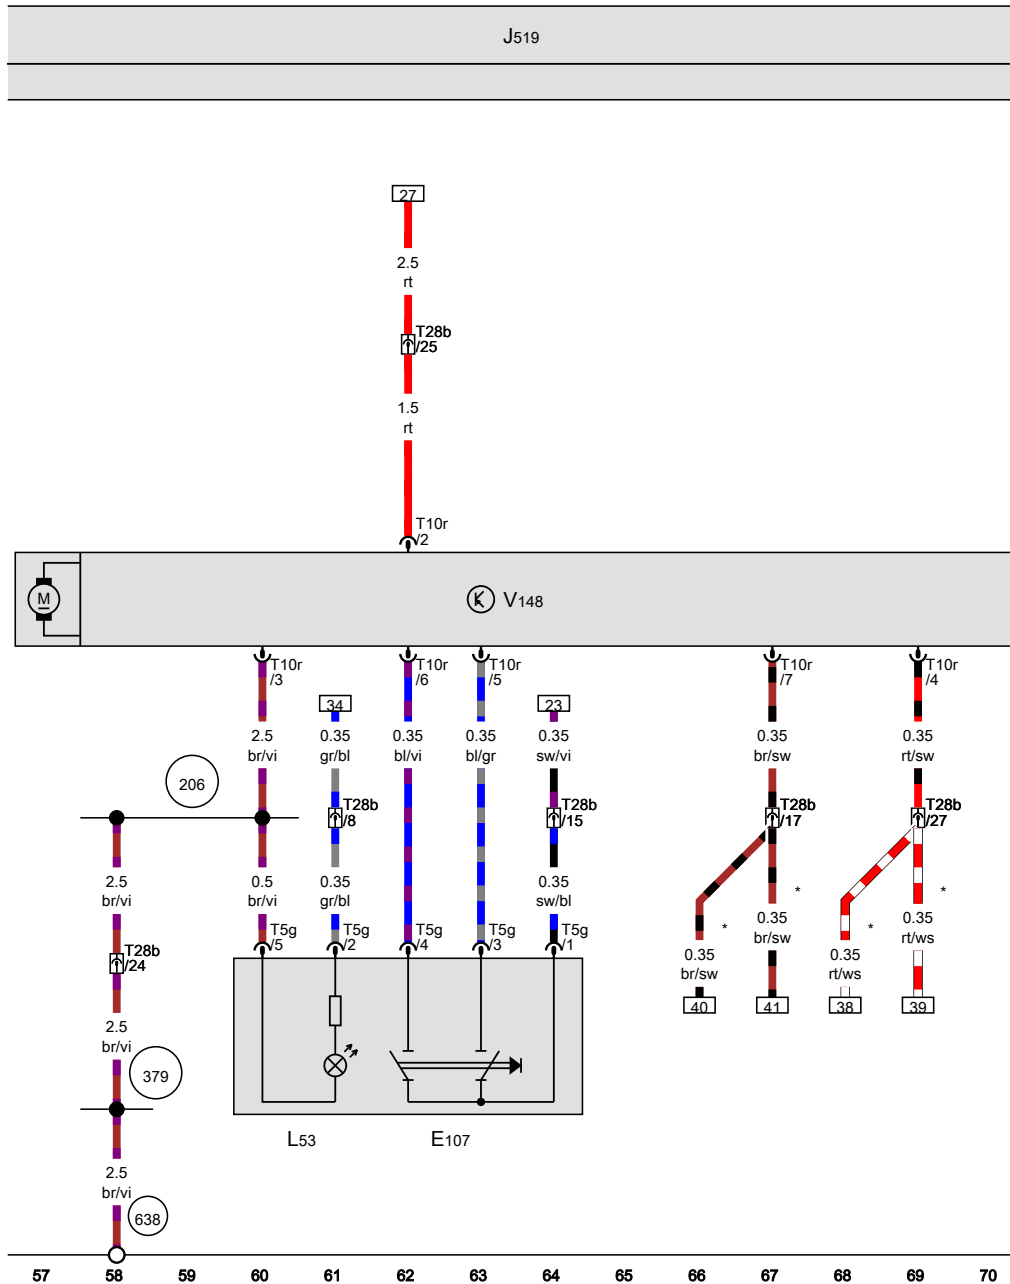 J519
27
2.5
rt
T28b
/25
1.5
rt
T10r
/2
M
V148
T10r
/3
T10r
/6
T10r
/5
T10r
/7
T10r
/4
34
23
2.5
br/vi
0.35
gr/bl
0.35
bl/vi
0.35
bl/gr
0.35
sw/vi
0.35
br/sw
0.35
rt/sw
206
T28b
/8
T28b
/15
T28b
/17
T28b
/27
2.5
br/vi
0.5
br/vi
0.35
gr/bl
0.35
sw/bl
*
*
0.35
br/sw
0.35
rt/ws
T5g
/5
T5g
/2
T5g
/4
T5g
/3
T5g
/1
*
*
0.35
br/sw
0.35
rt/ws
T28b
/24
40
41
38
39
2.5
br/vi
379
L53
E107
2.5
br/vi
638
57 58 59 60 61 62 63 64 65 66 67 68 69 70